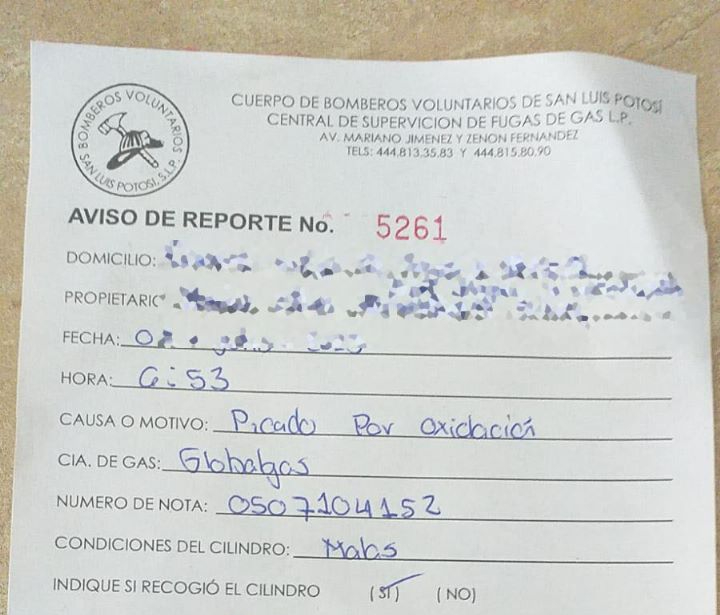 BOMBEROS VOLUNTARIOS
SAN LUIS POTOSI, S.L.P.
CUERPO DE BOMBEROS VOLUNTARIOS DE SAN LUIS POTOSÍ
CENTRAL DE SUPERVICION DE FUGAS DE GAS L.P.
AV. MARIANO JIMENEZ Y ZENON FERNANDEZ
TELS: 444.813.35.83 Y 444.815.80.90
AVISO DE REPORTE No. 5261
DOMICILIO:
PROPIETARIO
FECHA:
HORA: 6:53
CAUSA O MOTIVO: Picado Por oxidación
CIA. DE GAS: Globalgas
NUMERO DE NOTA: 0507104152
CONDICIONES DEL CILINDRO: Malas
INDIQUE SI RECOGIÓ EL CILINDRO (SI) (NO)